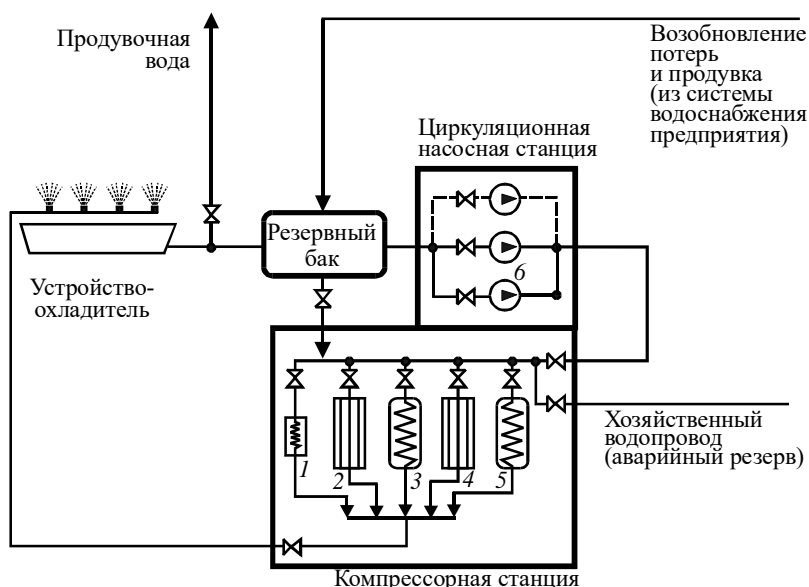 Продувочная
вода
Возобновление
потерь
и продувка
(из системы
водоснабжения
предприятия)
Циркуляционная
насосная станция
Резервный
бак
6
Устройство-
охладитель
1
2
3
4
5
Хозяйственный
водопровод
(аварийный резерв)
Компрессорная станция